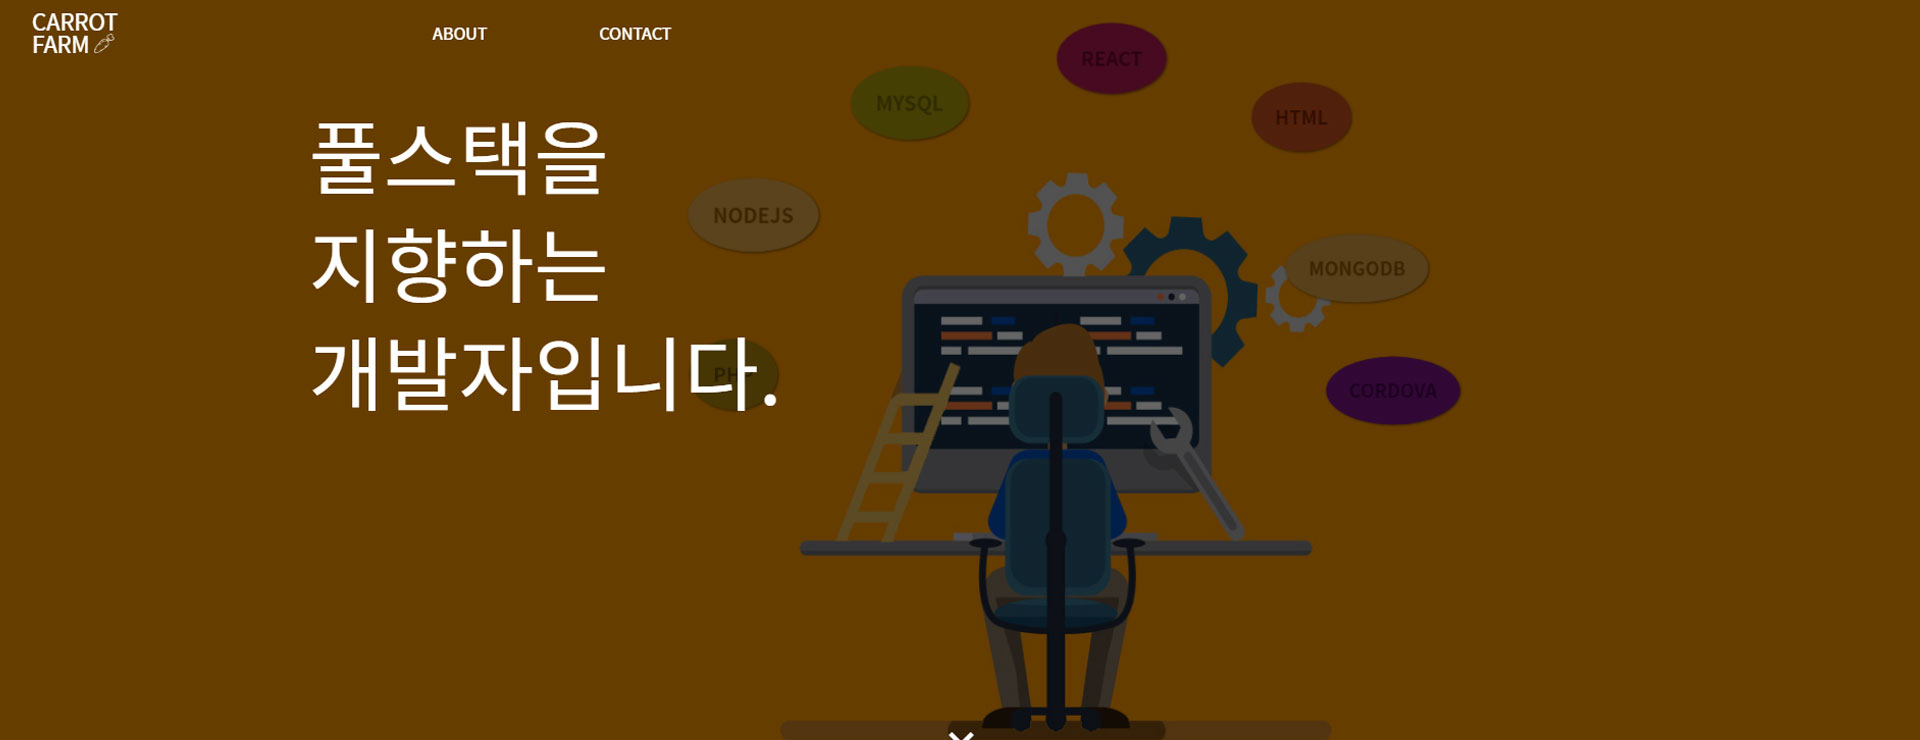 CARROT
FARM
ABOUT
CONTACT
REACT
MYSQL
HTML
풀스택을
NODEJS
지향하는
MONGODB
개발자입니다.
PHP
CORDOVA